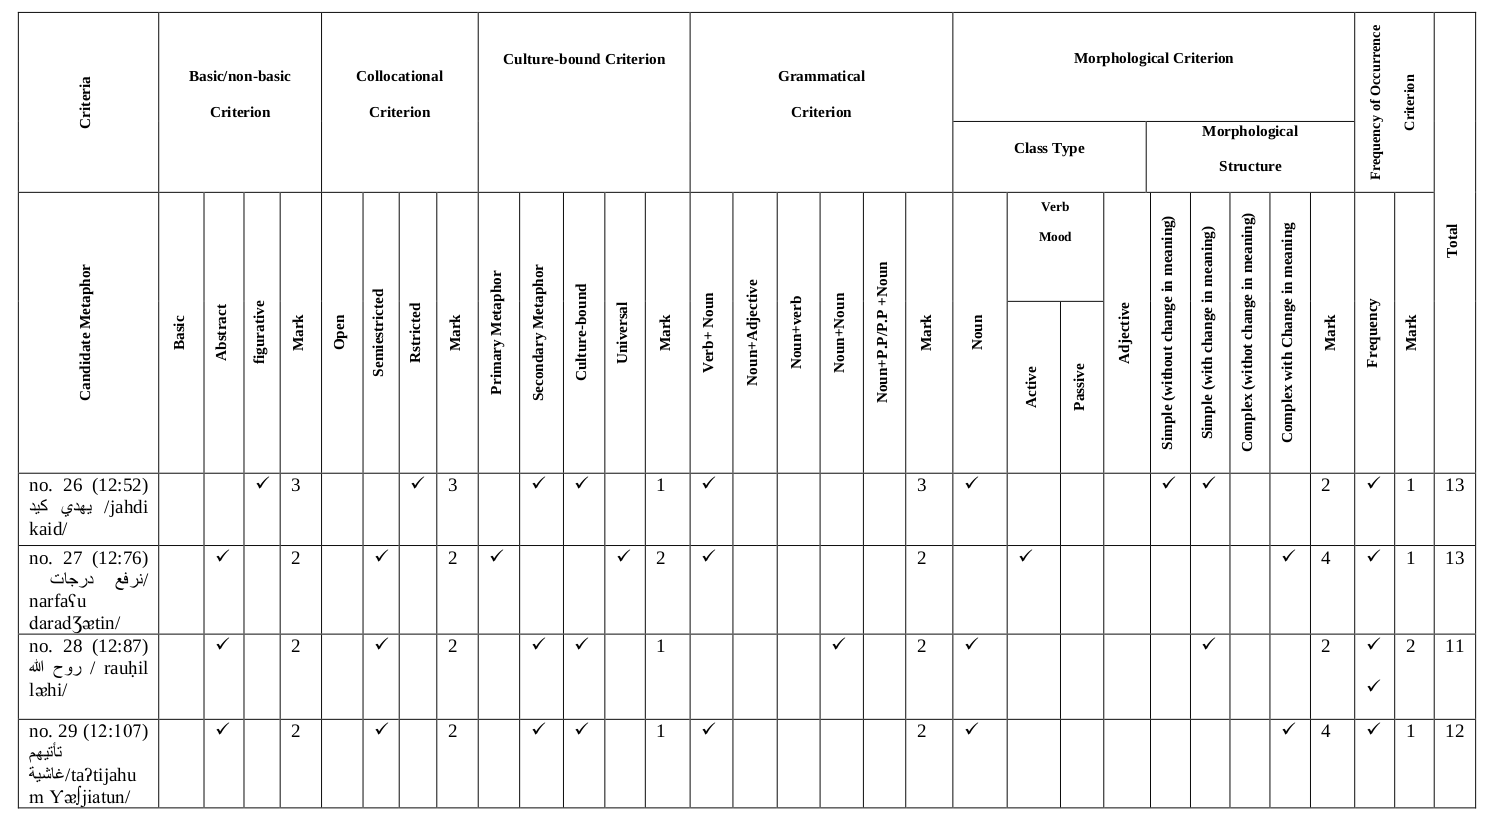 Criteria
Basic/non-basic
Criterion
Collocational
Criterion
Culture-bound Criterion
Grammatical
Criterion
Morphological Criterion
Class Type
Morphological
Structure
Frequency of Occurrence
Criterion
Total
Candidate Metaphor
Basic
Abstract
figurative
Mark
Open
Semiestricted
Rstricted
Mark
Primary Metaphor
Secondary Metaphor
Culture-bound
Universal
Mark
Verb+ Noun
Noun+Adjective
Noun+verb
Noun+Noun
Noun+P.P/P.P +Noun
Mark
Noun
Verb
Mood
Active
Passive
Adjective
Simple (without change in meaning)
Simple (with change in meaning)
Complex (withot change in meaning)
Complex with Change in meaning
Mark
Frequency
Mark
no. 26 (12:52)
يهدي كيد /jahdi
kaid/
✓ 3 ✓ 3 ✓ ✓ 1 ✓ 3 ✓ ✓ ✓ 2 ✓ 1 13
no. 27 (12:76)
نرفع درجات/
narfaʕu
daradʒætin/
✓ 2 ✓ 2 ✓ ✓ 2 ✓ 2 ✓ ✓ 4 ✓ 1 13
no. 28 (12:87)
روح الله / rauḥil
læhi/
✓ 2 ✓ 2 ✓ ✓ 1 ✓ 2 ✓ ✓ 2 ✓ 2 11
✓
no. 29 (12:107)
تأتيهم
غاشية/taʔtijahu
m Yæʃjiatun/
✓ 2 ✓ 2 ✓ ✓ 1 ✓ 2 ✓ ✓ 4 ✓ 1 12